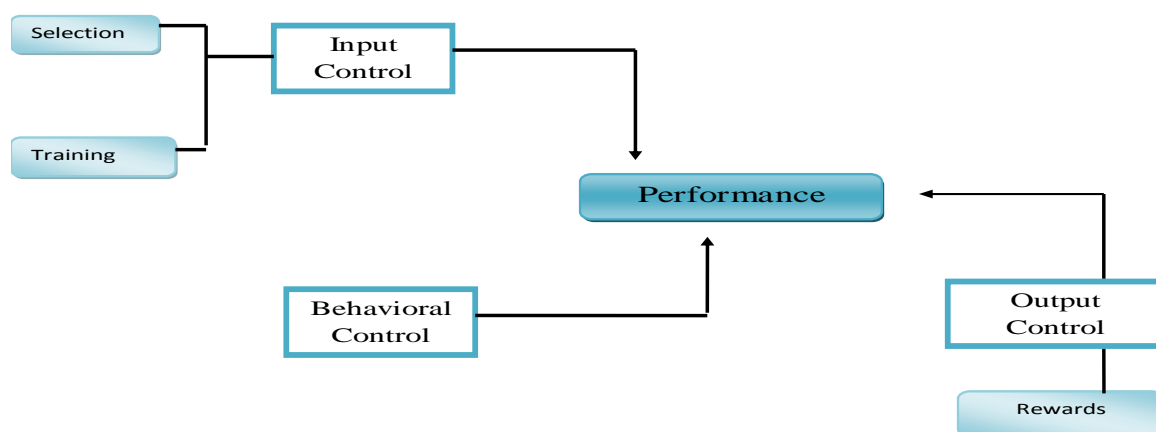 Selection
Input
Control
Training
Performance
Behavioral
Control
Output
Control
Rewards